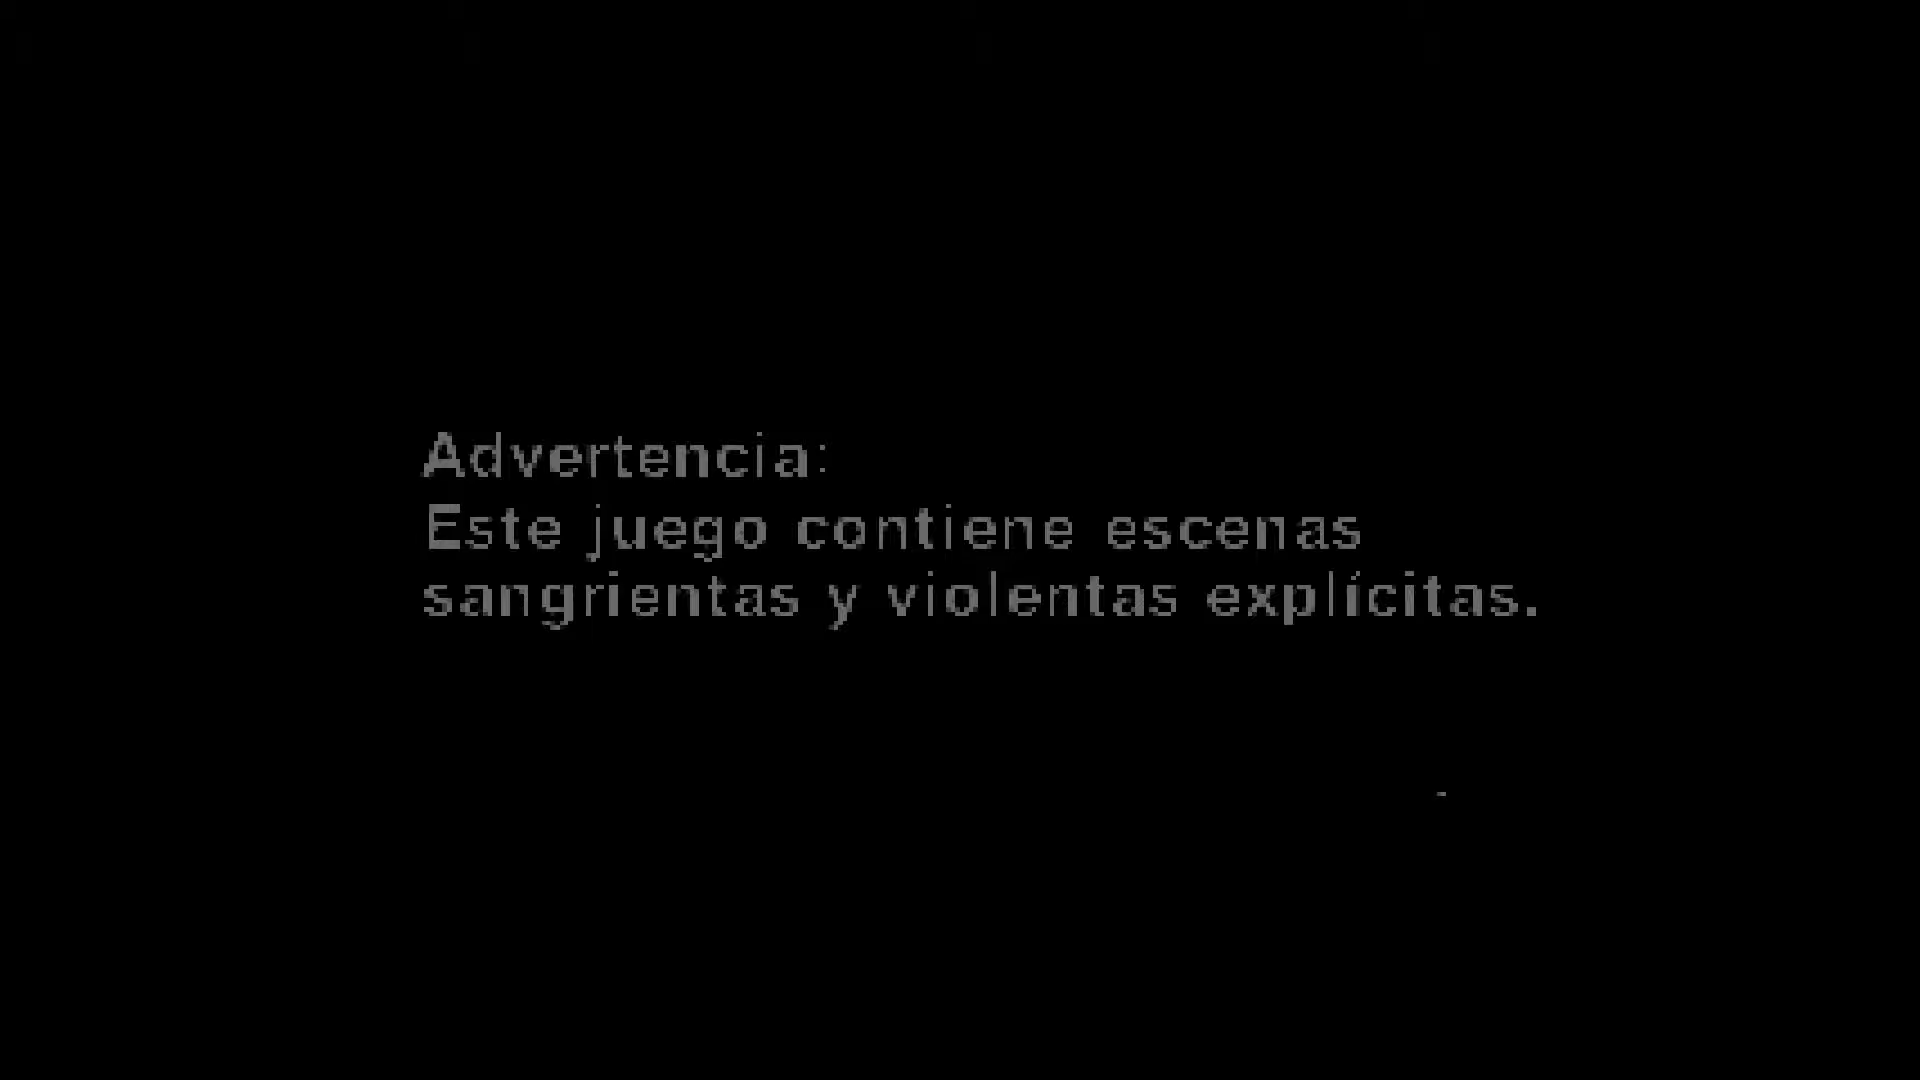 Advertencia:
Este juego contiene escenas
sangrientas y violentas explícitas.